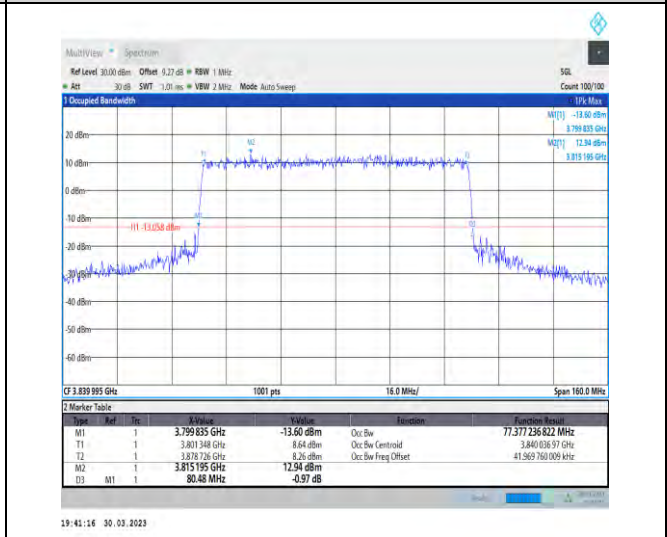 MultiView Spectrum
Ref Level 30.00 dBm Offset 9.27 dB RBW 1 MHz SGL
Att 30 dB SWT 1.01 ms VBW 2 MHz Mode Auto Sweep Count 100/100
1 Occupied Bandwidth 1Pk Max
M1[1] -13.60 dBm
3.799 835 GHz
M2[1] 12.94 dBm
3.815 195 GHz
20 dBm
M2
T1
10 dBm
0 dBm
M1
-10 dBm
H1 -13.058 dBm
D3
-20 dBm
-30 dBm
-40 dBm
-50 dBm
-60 dBm
CF 3.839 995 GHz 1001 pts 16.0 MHz/ Span 160.0 MHz
2 Marker Table
Type Ref Trc X-Value Y-Value Function Function Result
M1 1 3.799 835 GHz -13.60 dBm Occ Bw 77.377 236 822 MHz
T1 1 3.801 348 GHz 8.64 dBm Occ Bw Centroid 3.840 036 97 GHz
T2 1 3.878 726 GHz 8.26 dBm Occ Bw Freq Offset 41.969 760 009 kHz
M2 1 3.815 195 GHz 12.94 dBm
D3 M1 1 80.48 MHz -0.97 dB
19:41:16 30.03.2023